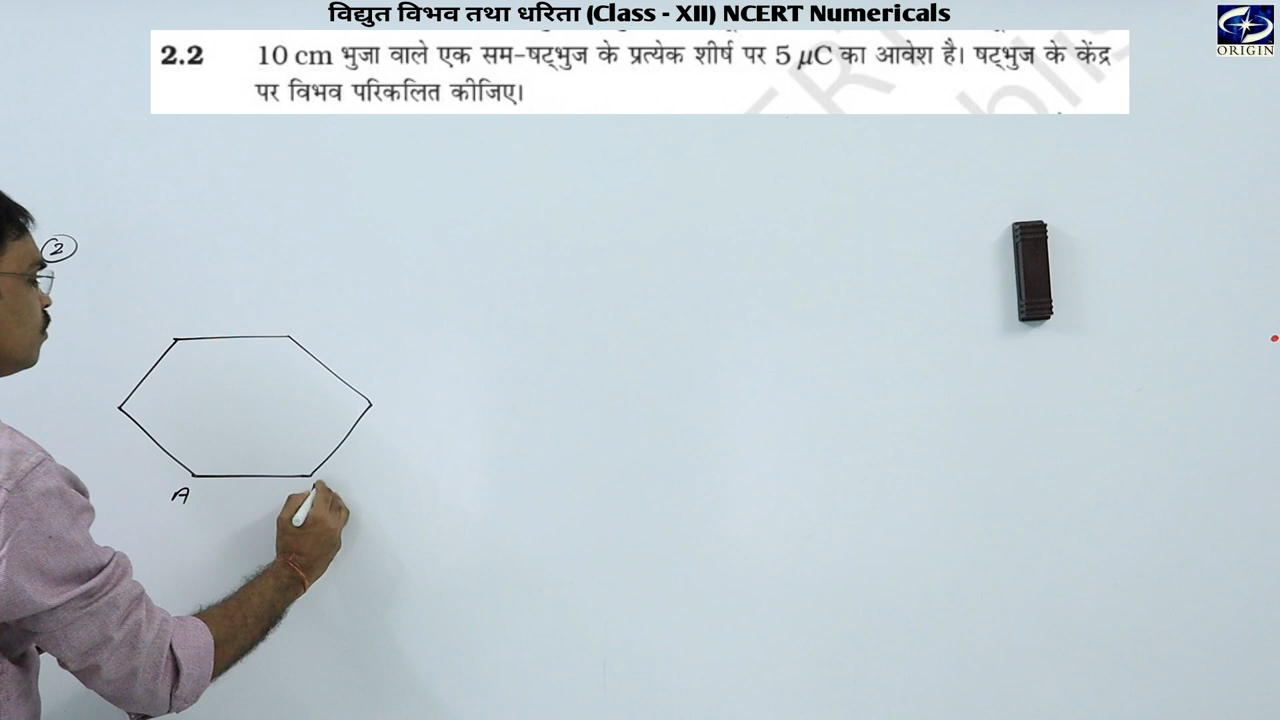 विद्युत विभव तथा धरिता (Class - XII) NCERT Numericals
ORIGIN
2.2 10 cm भुजा वाले एक सम-षट्भुज के प्रत्येक शीर्ष पर 5 μC का आवेश है। षट्भुज के केंद्र
पर विभव परिकलित कीजिए।
2
A